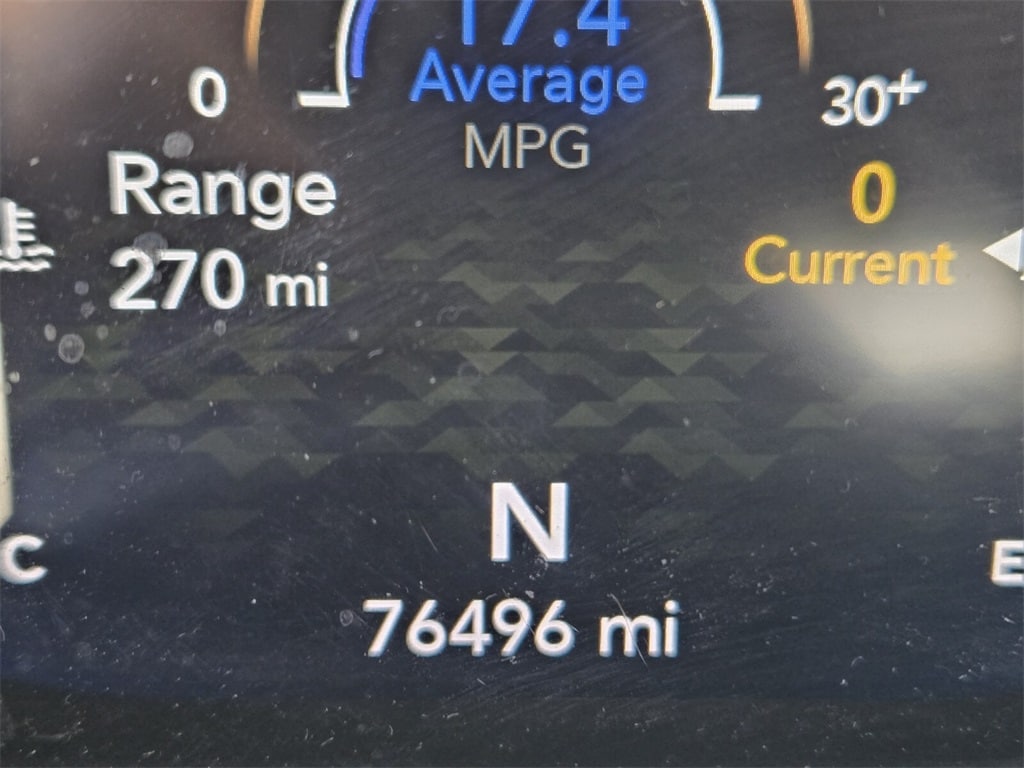 17.4
Average
MPG
0
30+
Range
270 mi
0
Current
N
C
E
76496 mi